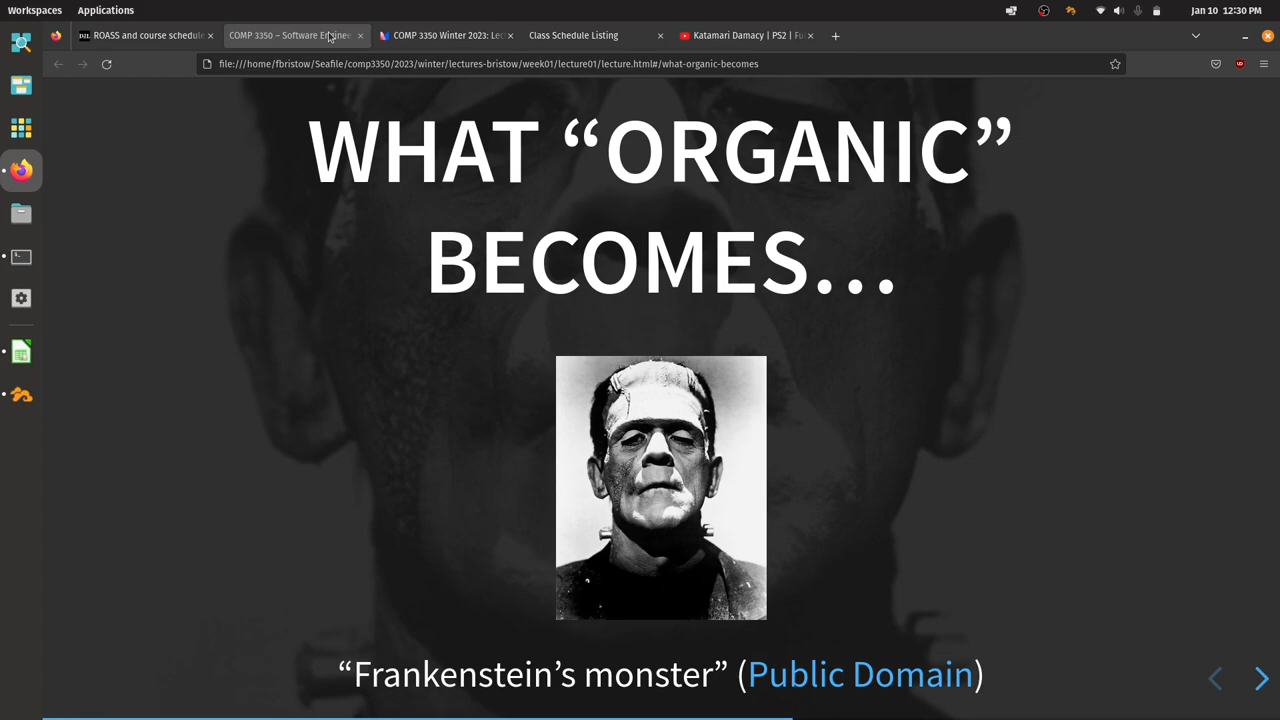 Workspaces Applications Jan 10 12:30 PM
DIL ROASS and course schedule COMP 3350 – Software Enginee COMP 3350 Winter 2023: Lec Class Schedule Listing Katamari Damacy | PS2 | Fu
file:///home/fbristow/Seafile/comp3350/2023/winter/lectures-bristow/week01/lecture01/lecture.html#/what-organic-becomes
WHAT “ORGANIC”
BECOMES…
“Frankenstein’s monster” (Public Domain)